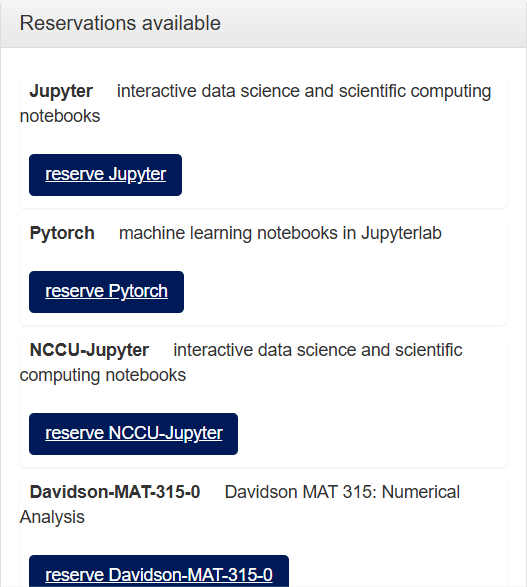 Reservations available
Jupyter interactive data science and scientific computing
notebooks
reserve Jupyter
Pytorch machine learning notebooks in Jupyterlab
reserve Pytorch
NCCU-Jupyter interactive data science and scientific
computing notebooks
reserve NCCU-Jupyter
Davidson-MAT-315-0 Davidson MAT 315: Numerical
Analysis
reserve Davidson-MAT-315-0